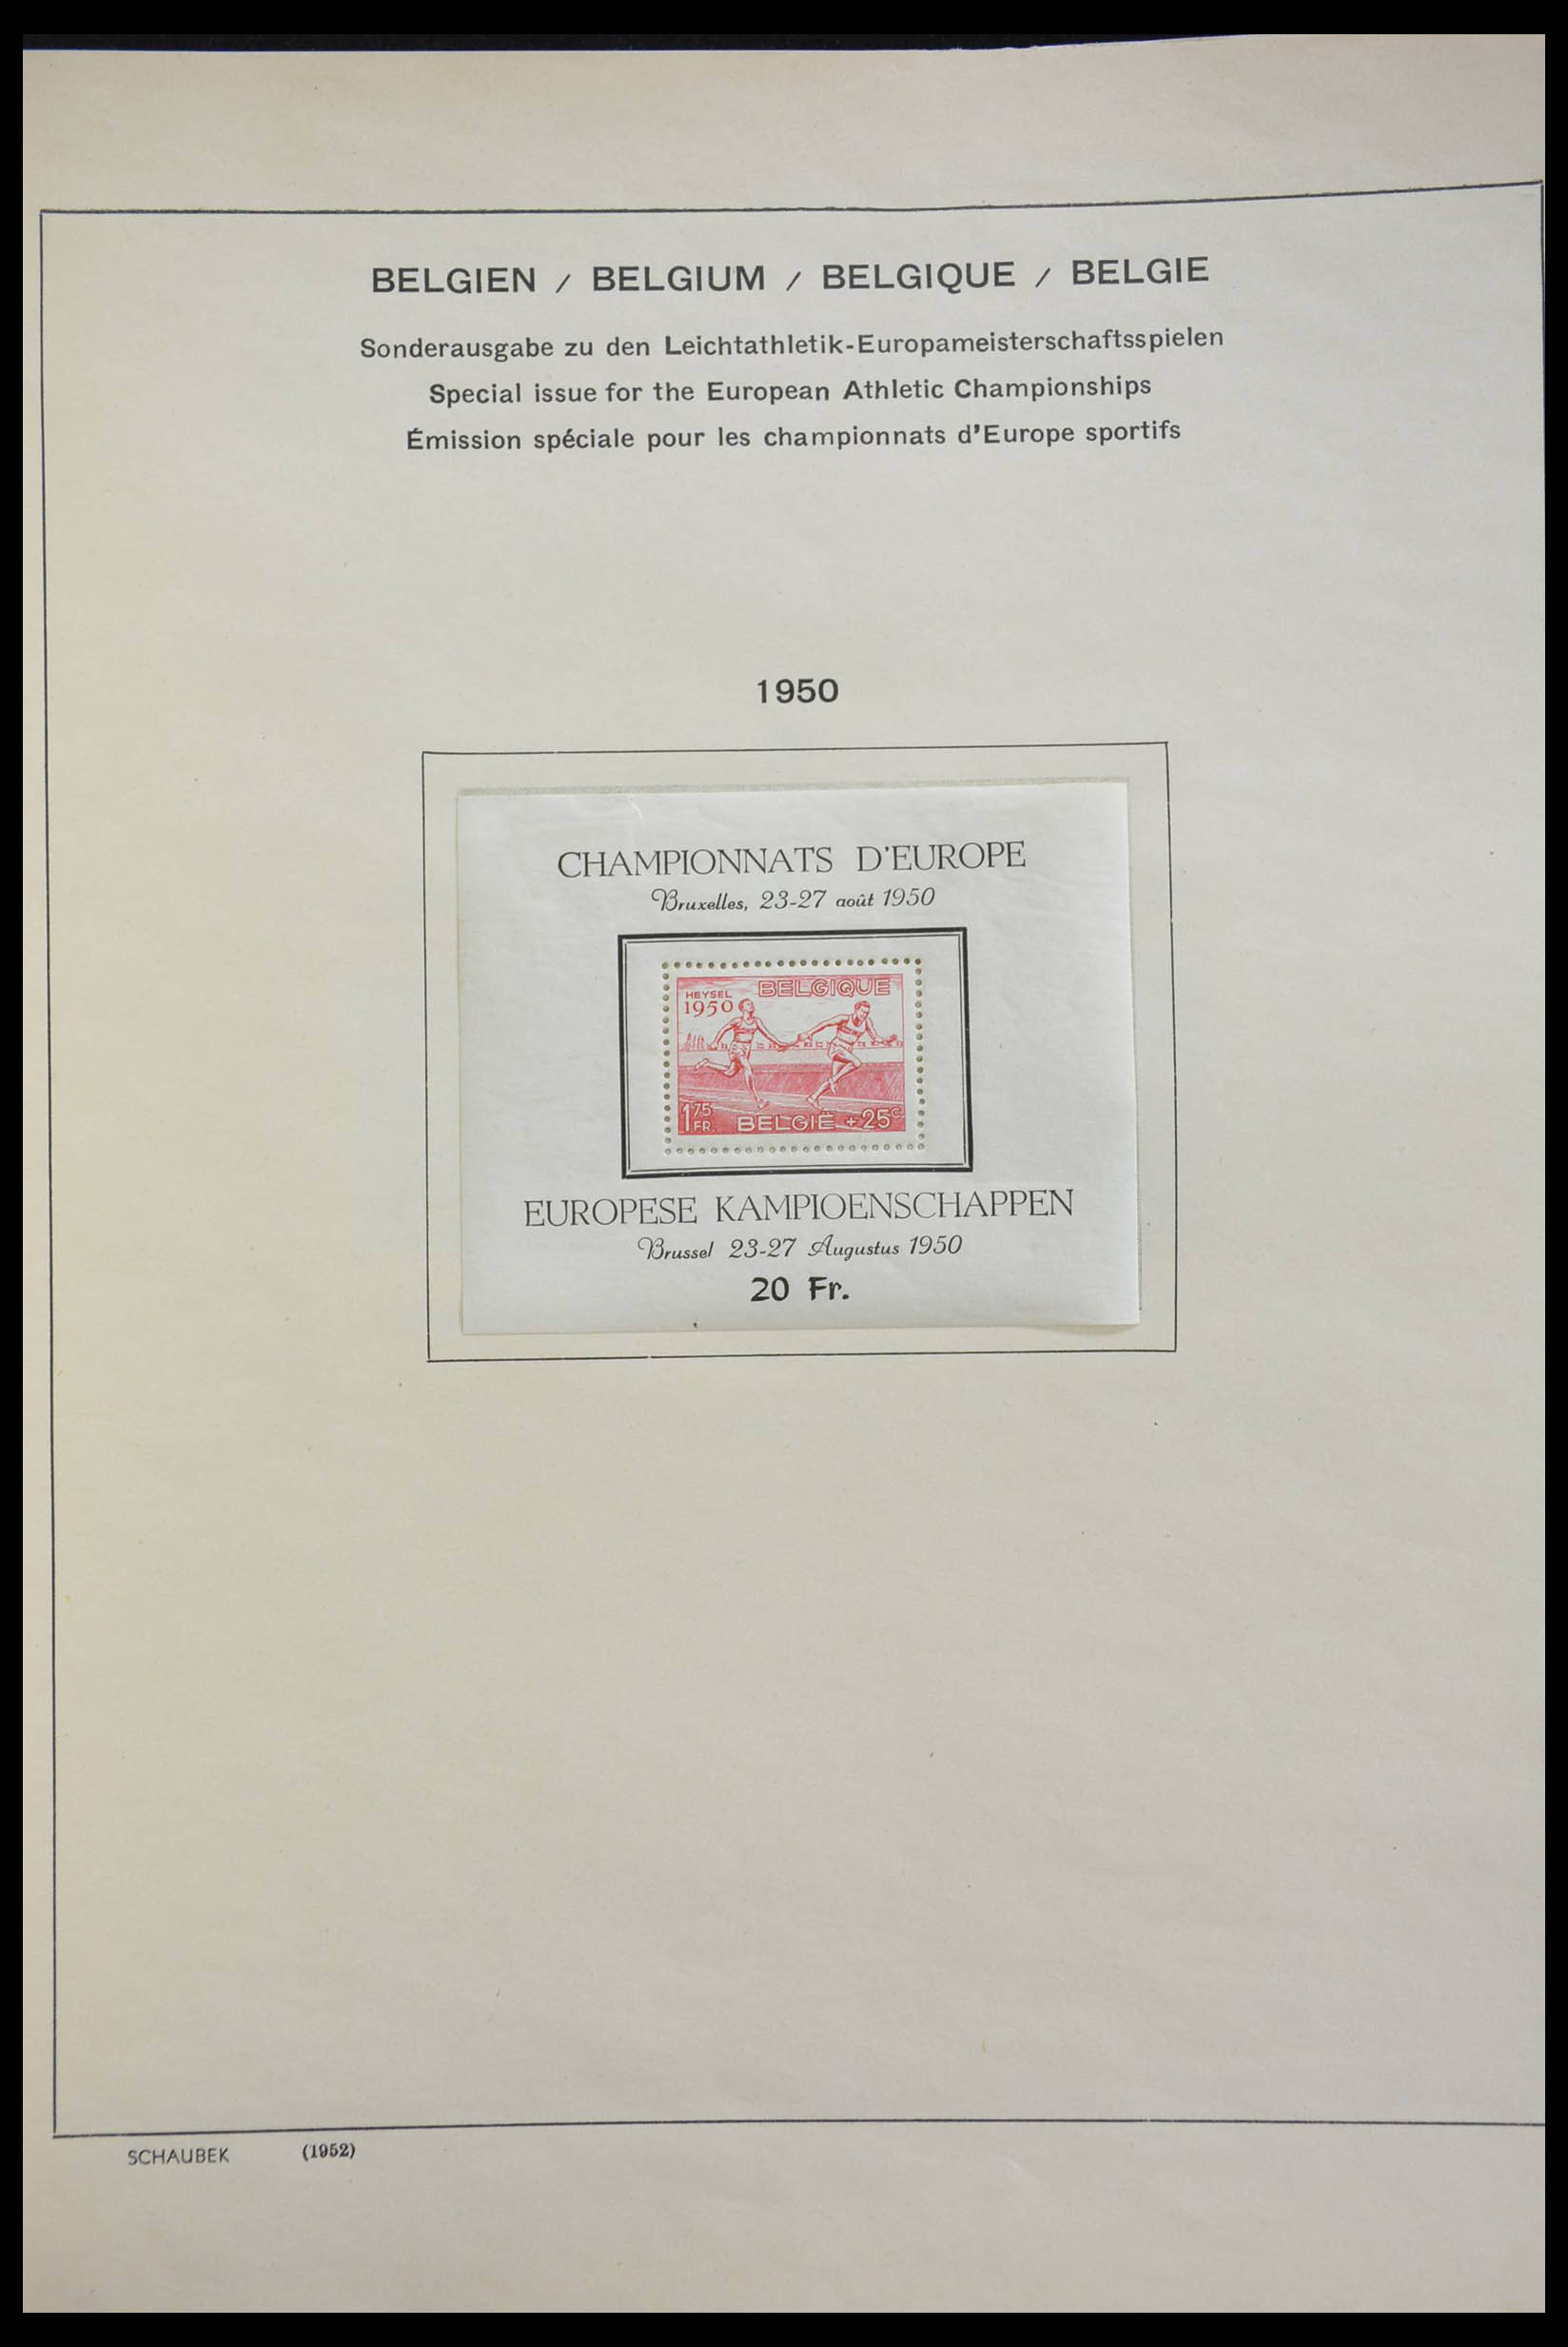 BELGIEN / BELGIUM / BELGIQUE / BELGIE
Sonderausgabe zu den Leichtathletik-Europameisterschaftsspielen
Special issue for the European Athletic Championships
Émission spéciale pour les championnats d'Europe sportifs
1950
CHAMPIONNATS D'EUROPE
Bruxelles, 23-27 août 1950
HEYSEL BELGIQUE
1950
1 75 FR. BELGIË + 25 C
EUROPESE KAMPIOENSCHAPPEN
Brussel 23-27 Augustus 1950
20 Fr.
SCHAUBEK (1952)